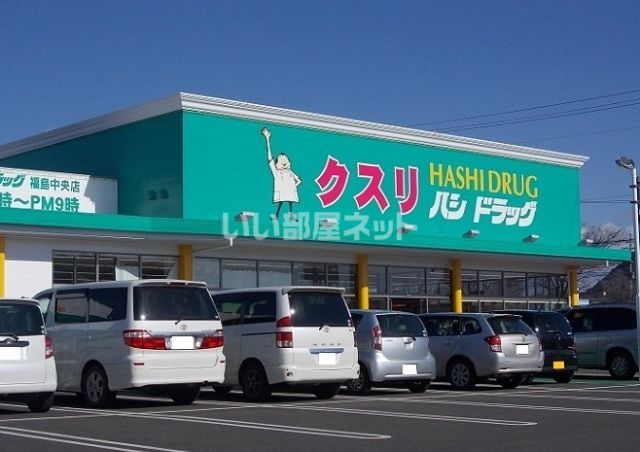 ラッグ 福島中央店
時〜PM9時
クスリ
HASHI DRUG
ハシ ドラッグ
いい部屋ネット